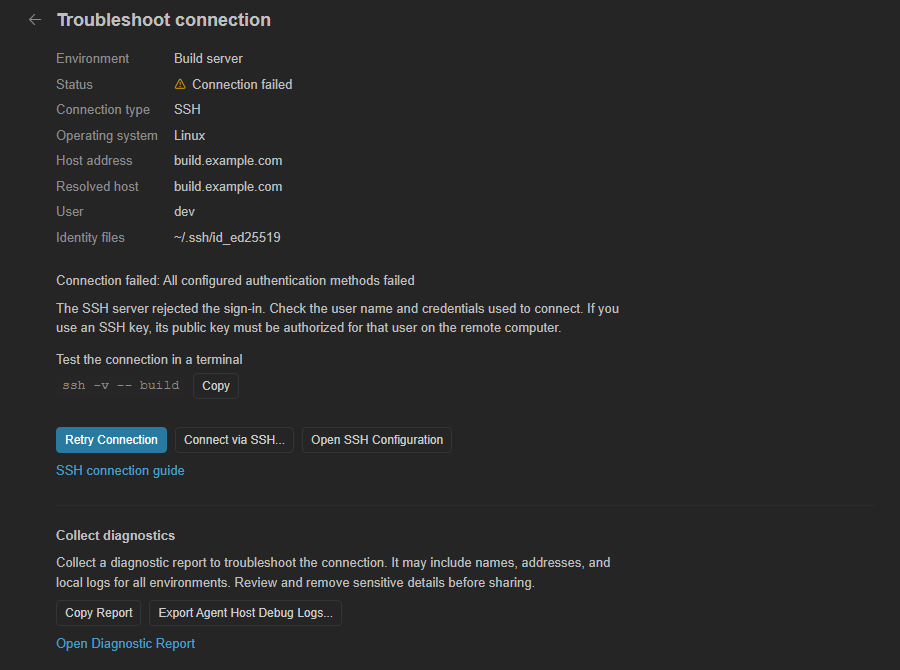 Troubleshoot connection
Environment Build server
Status Connection failed
Connection type SSH
Operating system Linux
Host address build.example.com
Resolved host build.example.com
User dev
Identity files ~/.ssh/id_ed25519
Connection failed: All configured authentication methods failed
The SSH server rejected the sign-in. Check the user name and credentials used to connect. If you
use an SSH key, its public key must be authorized for that user on the remote computer.
Test the connection in a terminal
ssh -v -- build Copy
Retry Connection Connect via SSH... Open SSH Configuration
SSH connection guide
Collect diagnostics
Collect a diagnostic report to troubleshoot the connection. It may include names, addresses, and
local logs for all environments. Review and remove sensitive details before sharing.
Copy Report Export Agent Host Debug Logs...
Open Diagnostic Report